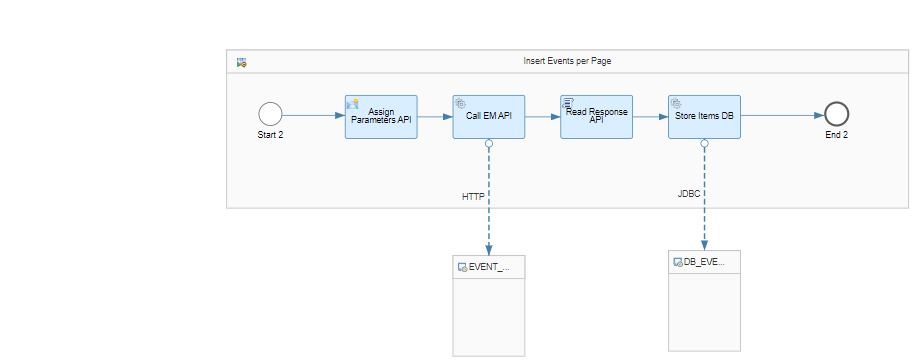 Insert Events per Page
Start 2
Assign
Parameters API
Call EM API
Read Response
API
Store Items DB
End 2
HTTP
JDBC
EVENT_...
DB_EVE...